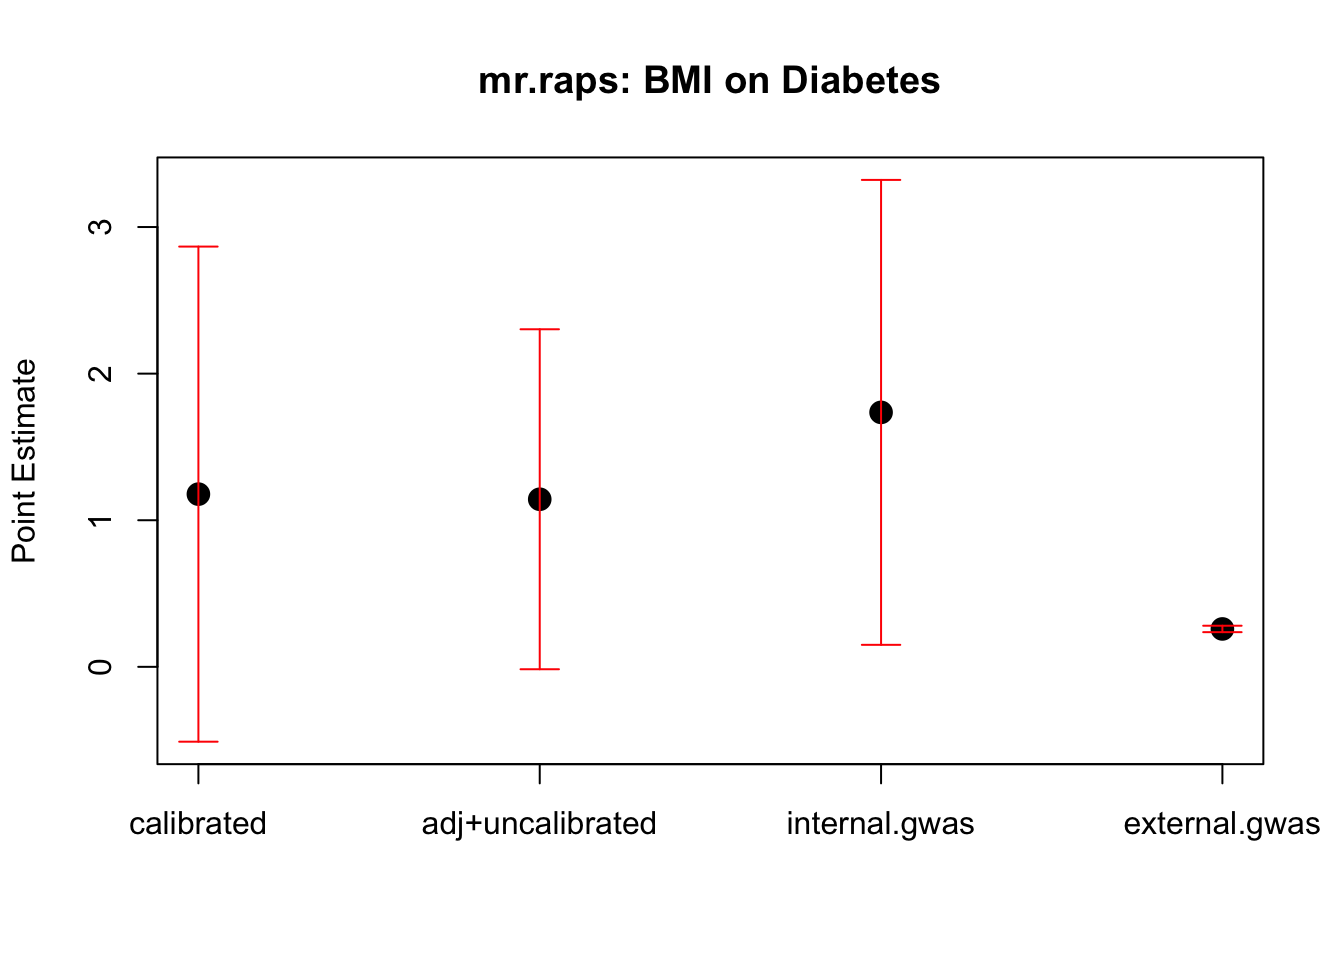 mr.raps: BMI on Diabetes
Point Estimate
3
2
1
0
calibrated
adj+uncalibrated
internal.gwas
external.gwas